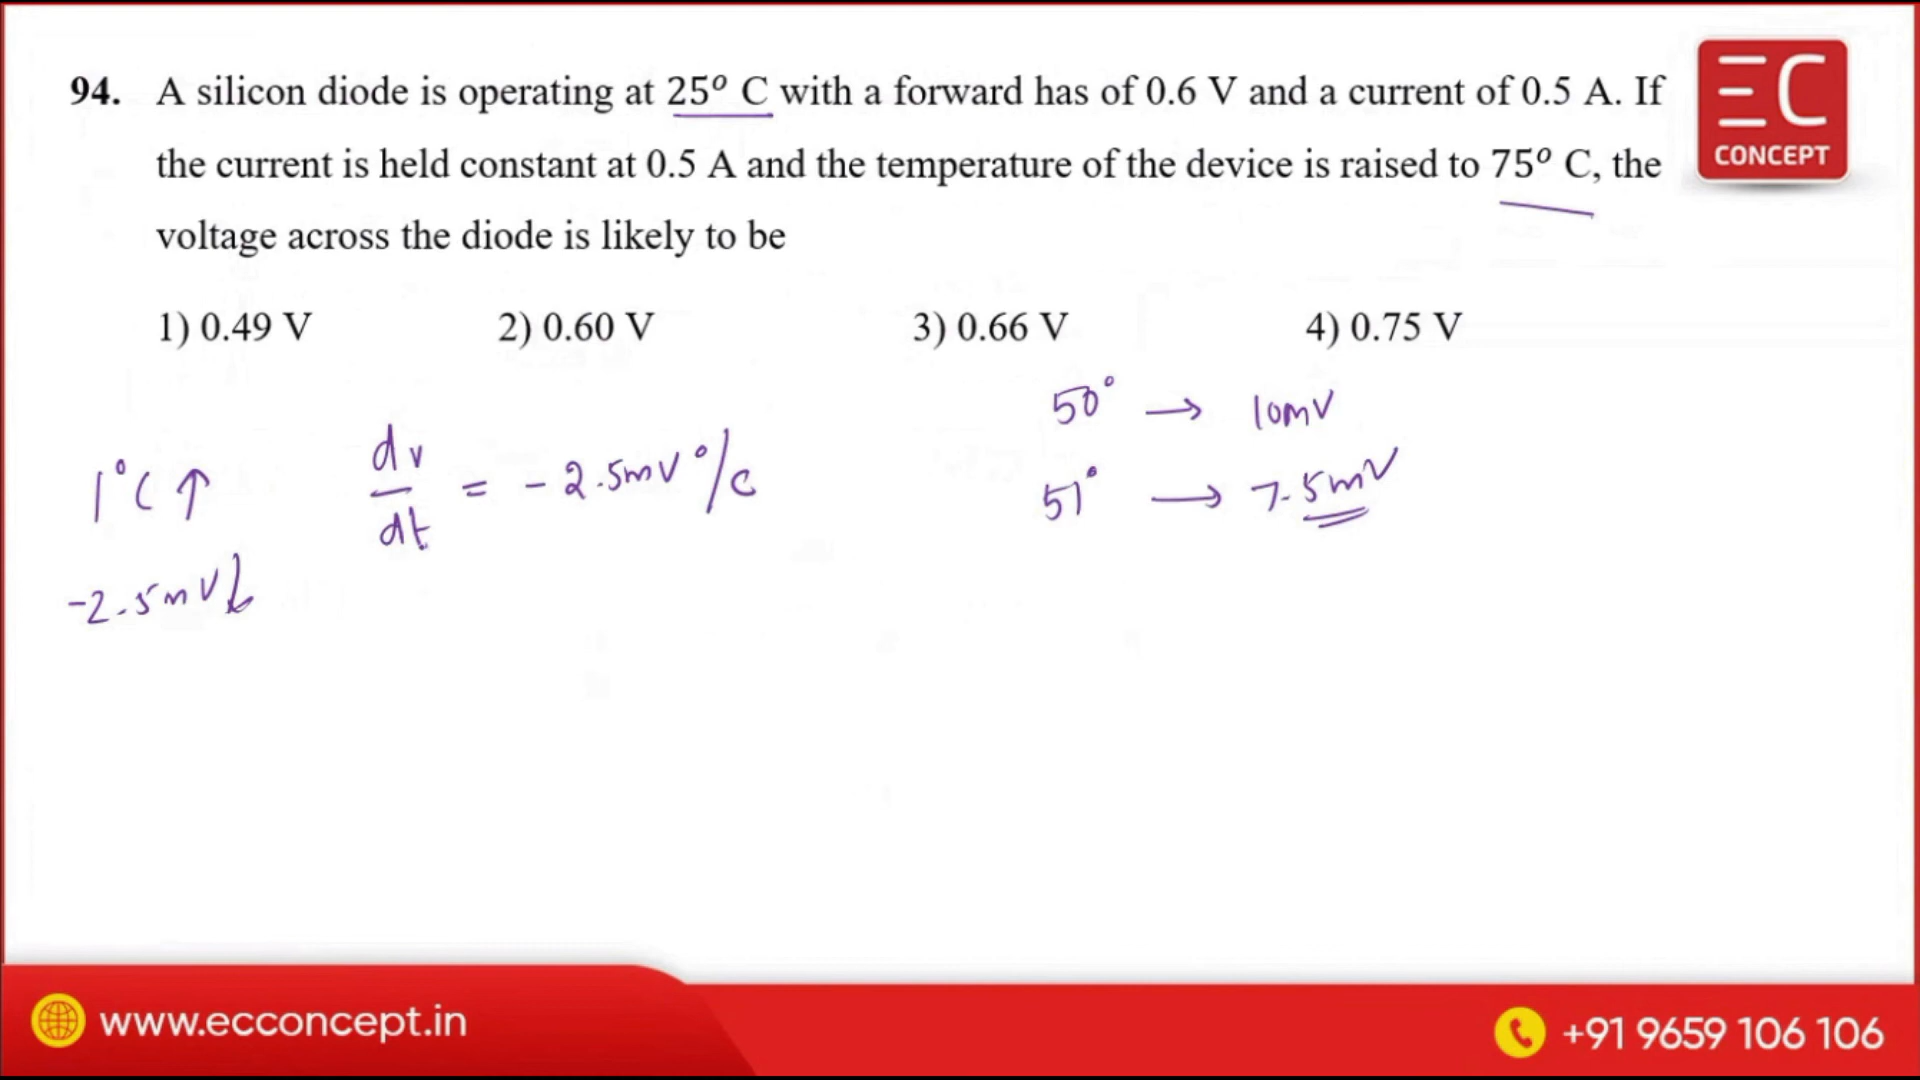 94. A silicon diode is operating at 25° C with a forward has of 0.6 V and a current of 0.5 A. If
the current is held constant at 0.5 A and the temperature of the device is raised to 75° C, the
voltage across the diode is likely to be
EC
CONCEPT
1) 0.49 V 2) 0.60 V 3) 0.66 V 4) 0.75 V
50° → 10mV
1°C ↑ dv/dt = -2.5mV°/c
51° → 7.5mV
-2.5mV↓
www.ecconcept.in
+91 9659 106 106